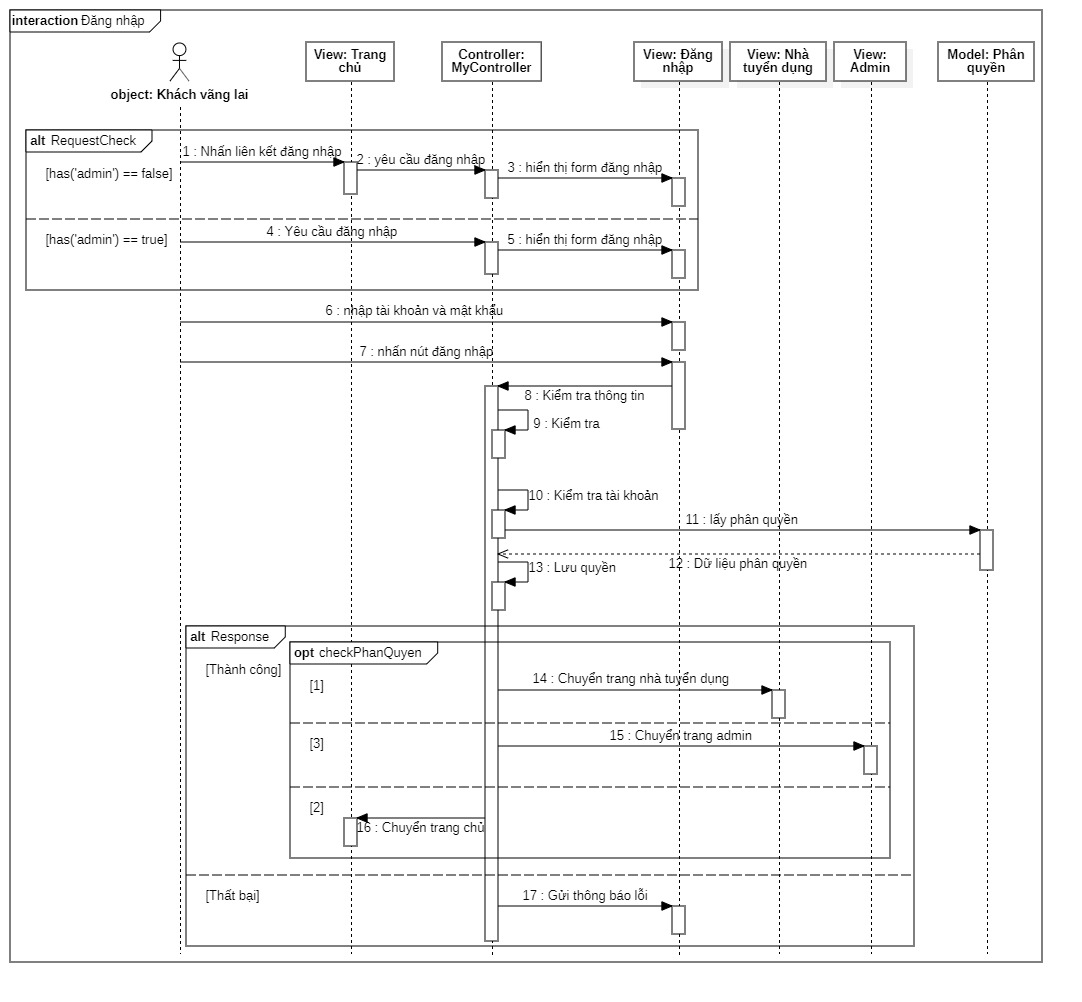 interaction Đăng nhập
View: Trang
chủ
Controller:
MyController
View: Đăng
nhập
View: Nhà
tuyển dụng
View:
Admin
Model: Phân
quyền
object: Khách vãng lai
alt RequestCheck
1 : Nhấn liên kết đăng nhập
2 : yêu cầu đăng nhập
3 : hiển thị form đăng nhập
[has('admin') == false]
4 : Yêu cầu đăng nhập
5 : hiển thị form đăng nhập
[has('admin') == true]
6 : nhập tài khoản và mật khẩu
7 : nhấn nút đăng nhập
8 : Kiểm tra thông tin
9 : Kiểm tra
10 : Kiểm tra tài khoản
11 : lấy phân quyền
12 : Dữ liệu phân quyền
13 : Lưu quyền
alt Response
opt checkPhanQuyen
[Thành công]
[1]
14 : Chuyển trang nhà tuyển dụng
[3]
15 : Chuyển trang admin
[2]
16 : Chuyển trang chủ
[Thất bại]
17 : Gửi thông báo lỗi